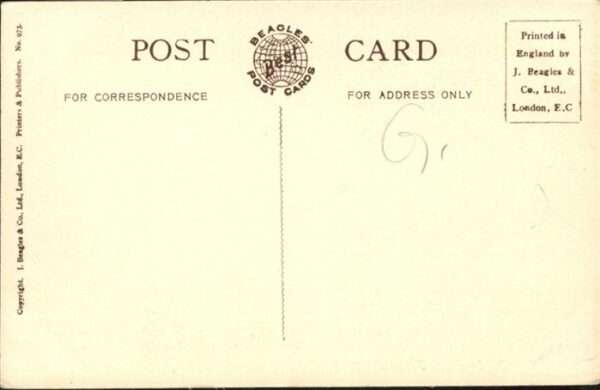 POST CARD
BEAGLES'
Best
POST CARDS
FOR CORRESPONDENCE
FOR ADDRESS ONLY
Printed in
England by
J. Beagles &
Co., Ltd.,
London, E.C
Copyright. J. Beagles & Co., Ltd., London, E.C. Printers & Publishers. No. 973.